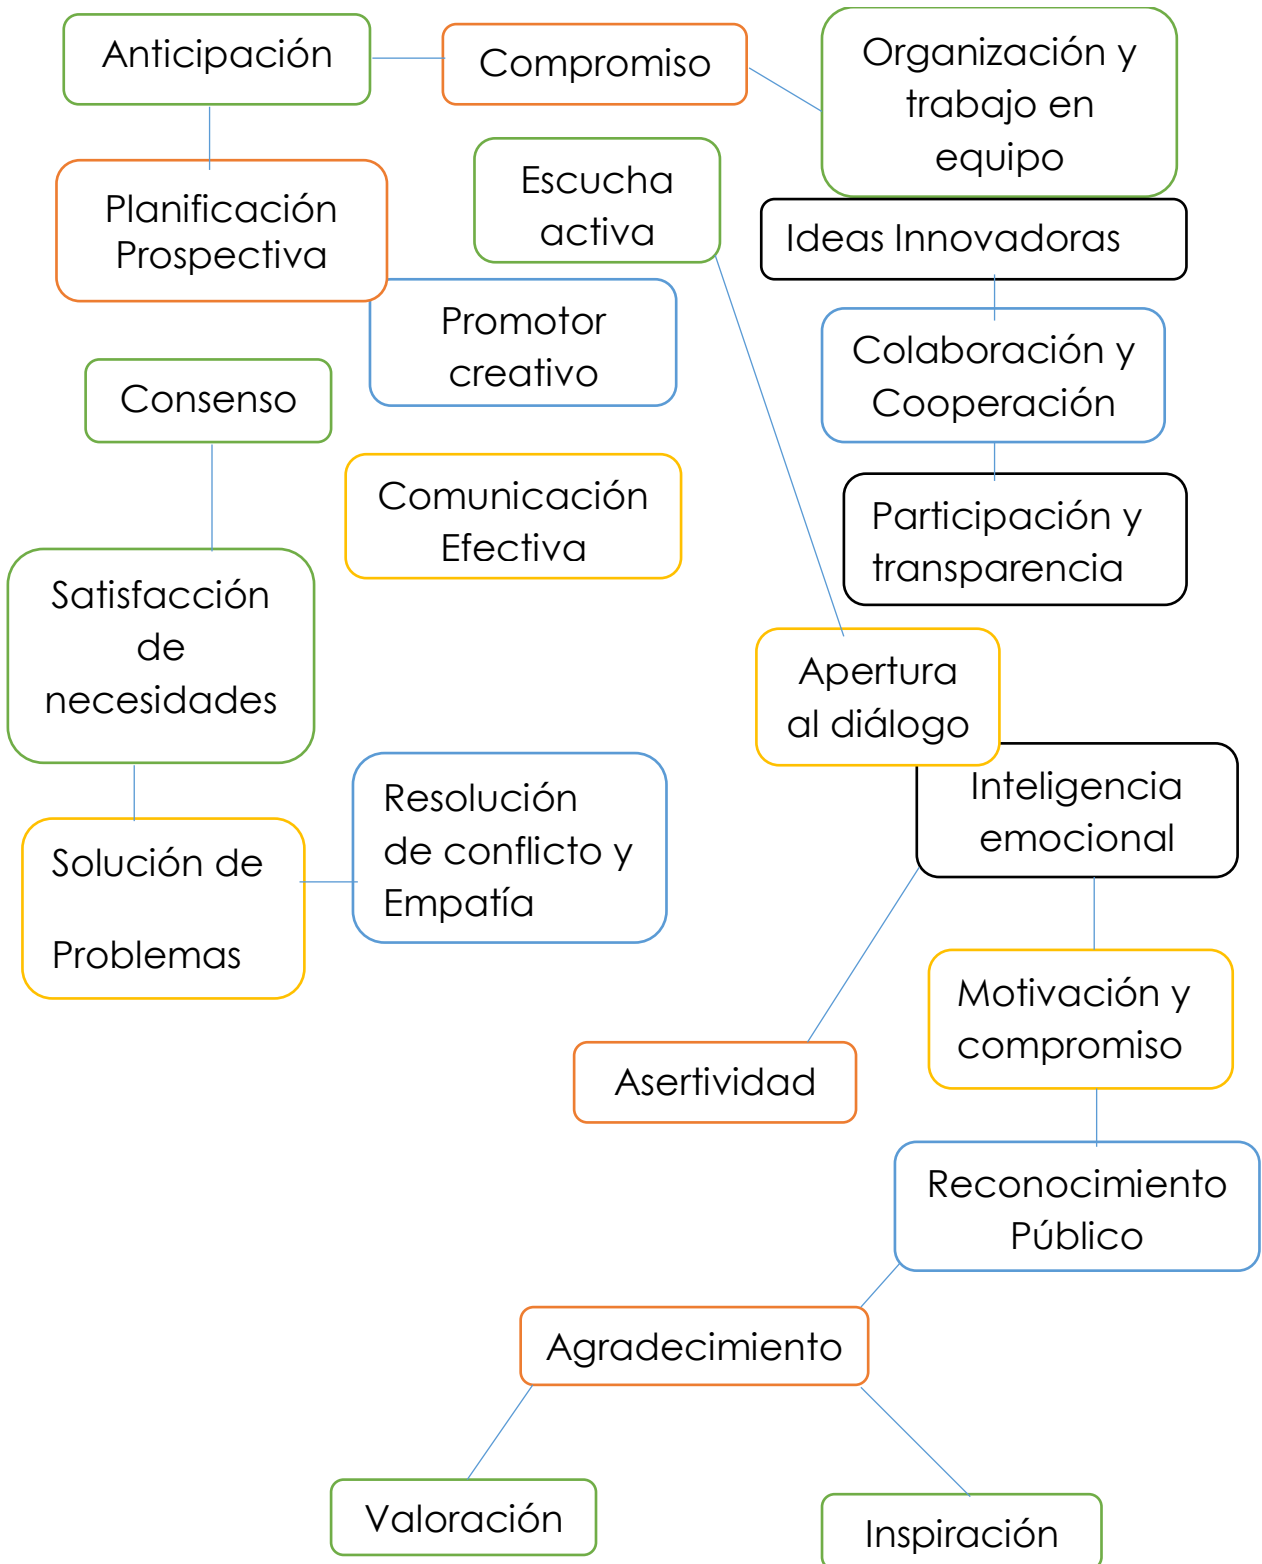 Anticipación
Compromiso
Organización y
trabajo en
equipo
Escucha
activa
Planificación
Prospectiva
Ideas Innovadoras
Promotor
creativo
Colaboración y
Cooperación
Consenso
Comunicación
Efectiva
Participación y
transparencia
Satisfacción
de
necesidades
Apertura
al diálogo
Inteligencia
emocional
Resolución
de conflicto y
Empatía
Solución de
Problemas
Motivación y
compromiso
Asertividad
Reconocimiento
Público
Agradecimiento
Valoración
Inspiración